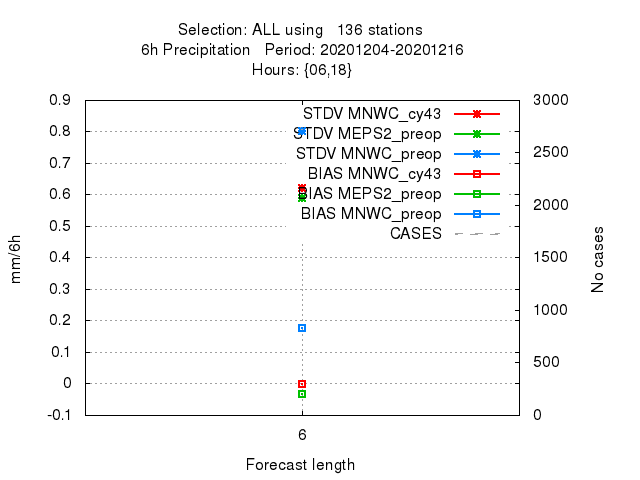 Selection: ALL using   136 stations
6h Precipitation   Period: 20201204-20201216
Hours: {06,18}
0.9
0.8
0.7
0.6
0.5
0.4
0.3
0.2
0.1
0
-0.1
mm/6h
STDV MNWC_cy43
STDV MEPS2_preop
STDV MNWC_preop
BIAS MNWC_cy43
BIAS MEPS2_preop
BIAS MNWC_preop
CASES
3000
2500
2000
1500
1000
500
0
No cases
6
Forecast length